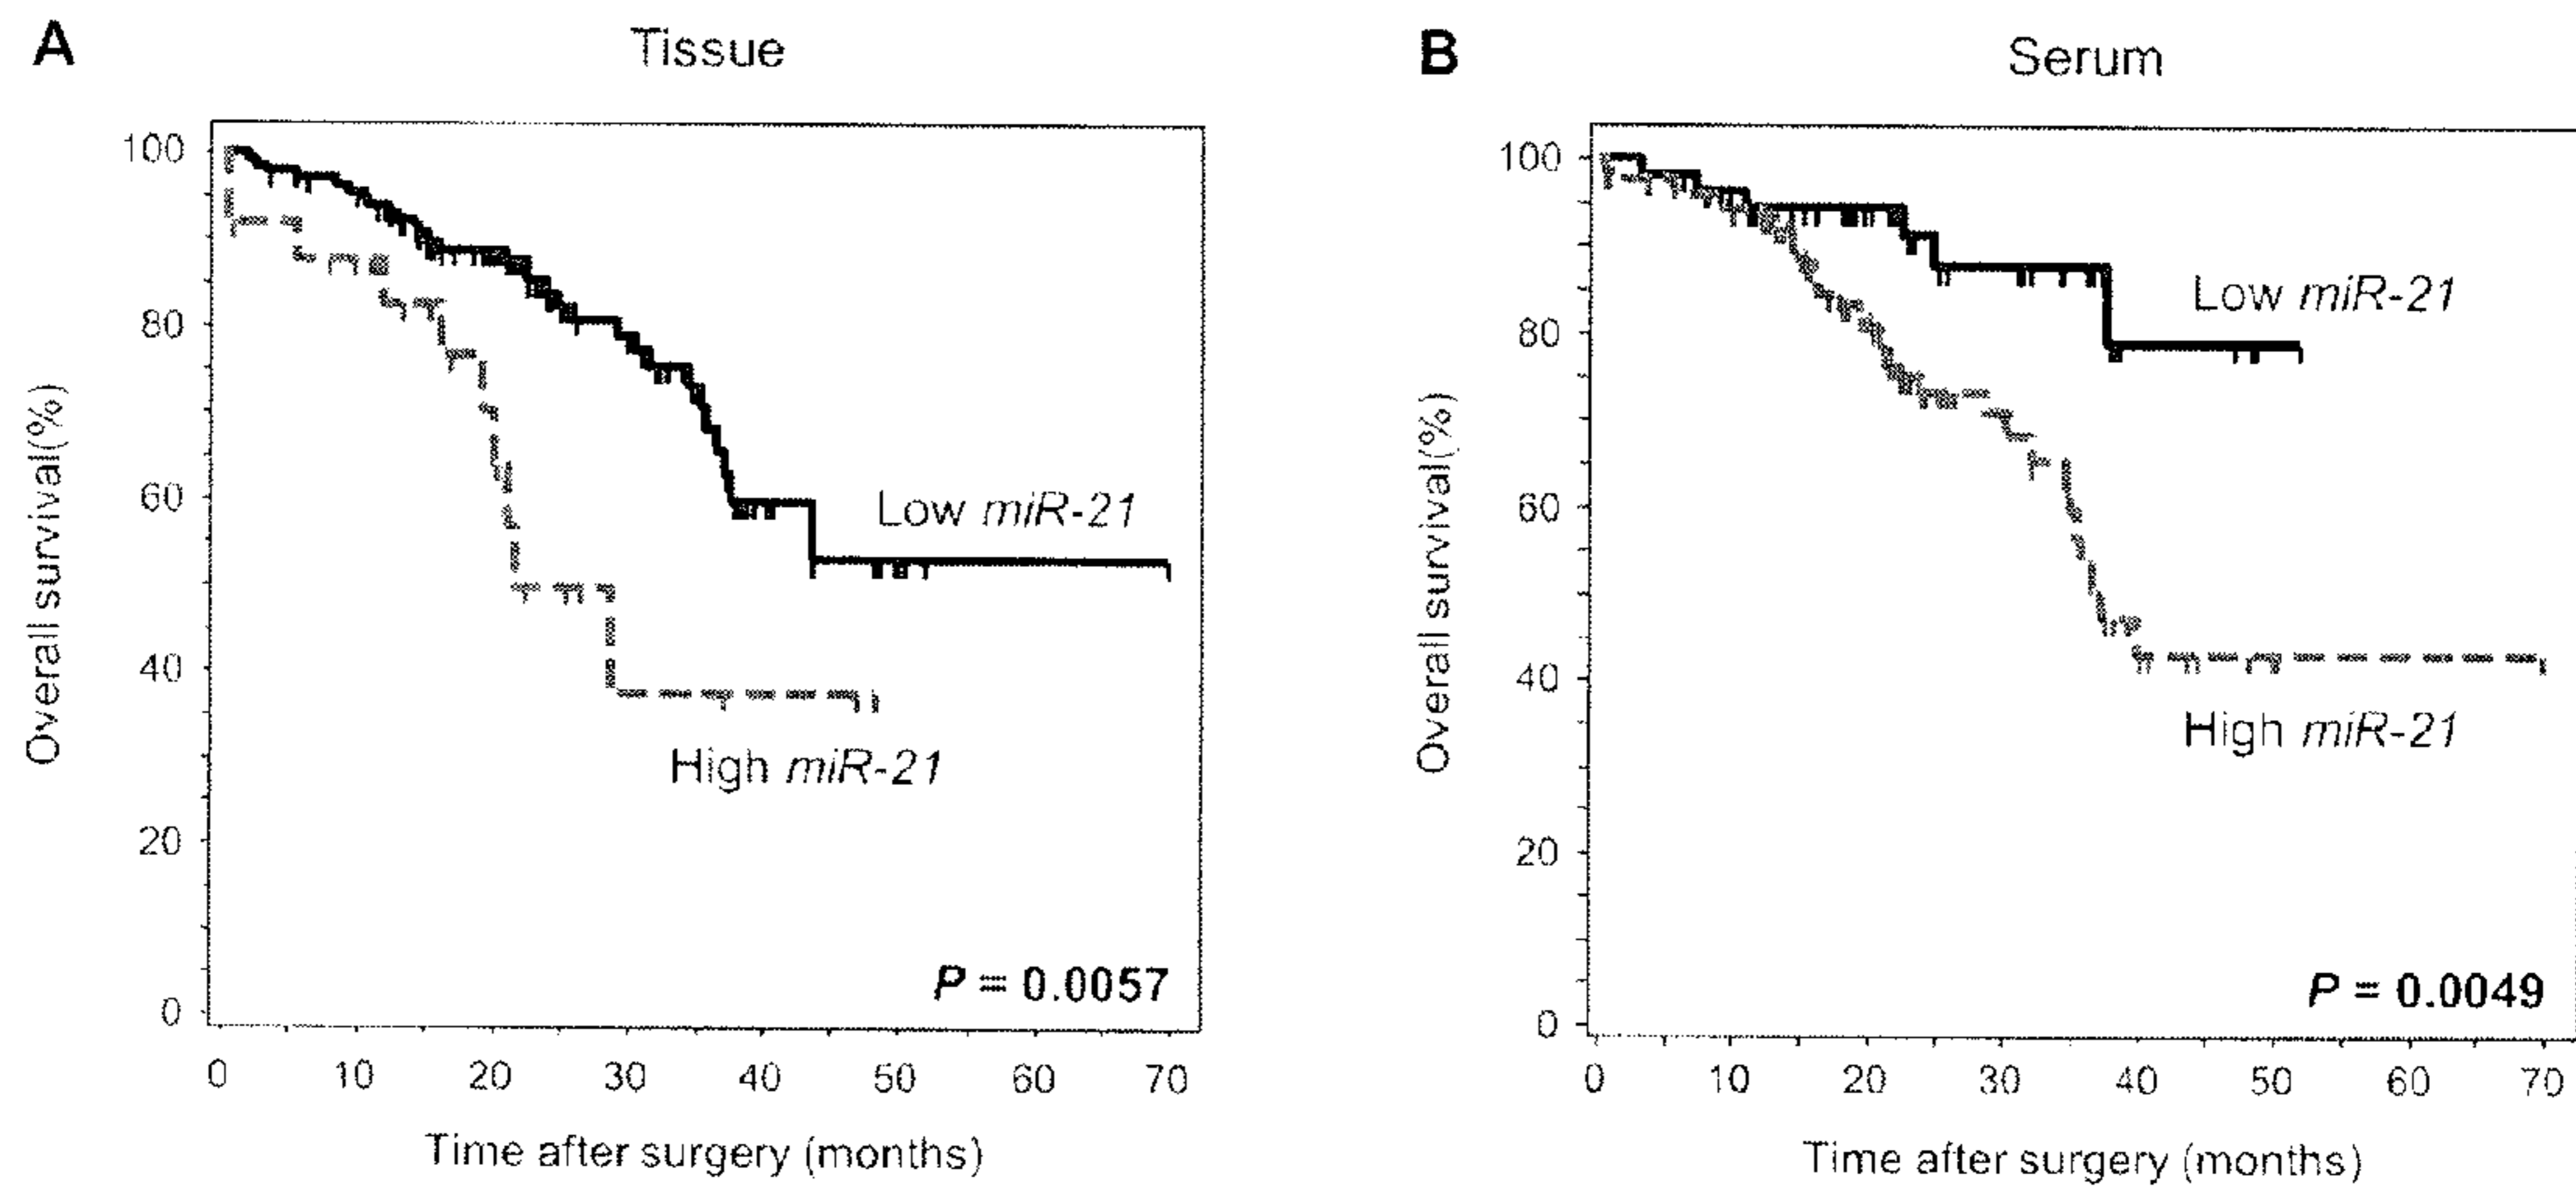 A
Tissue
Overall survival(%)
100
80
60
40
20
0
Low miR-21
High miR-21
P = 0.0057
0 10 20 30 40 50 60 70
Time after surgery (months)
B
Serum
Overall survival(%)
100
80
60
40
20
0
Low miR-21
High miR-21
P = 0.0049
0 10 20 30 40 50 60 70
Time after surgery (months)